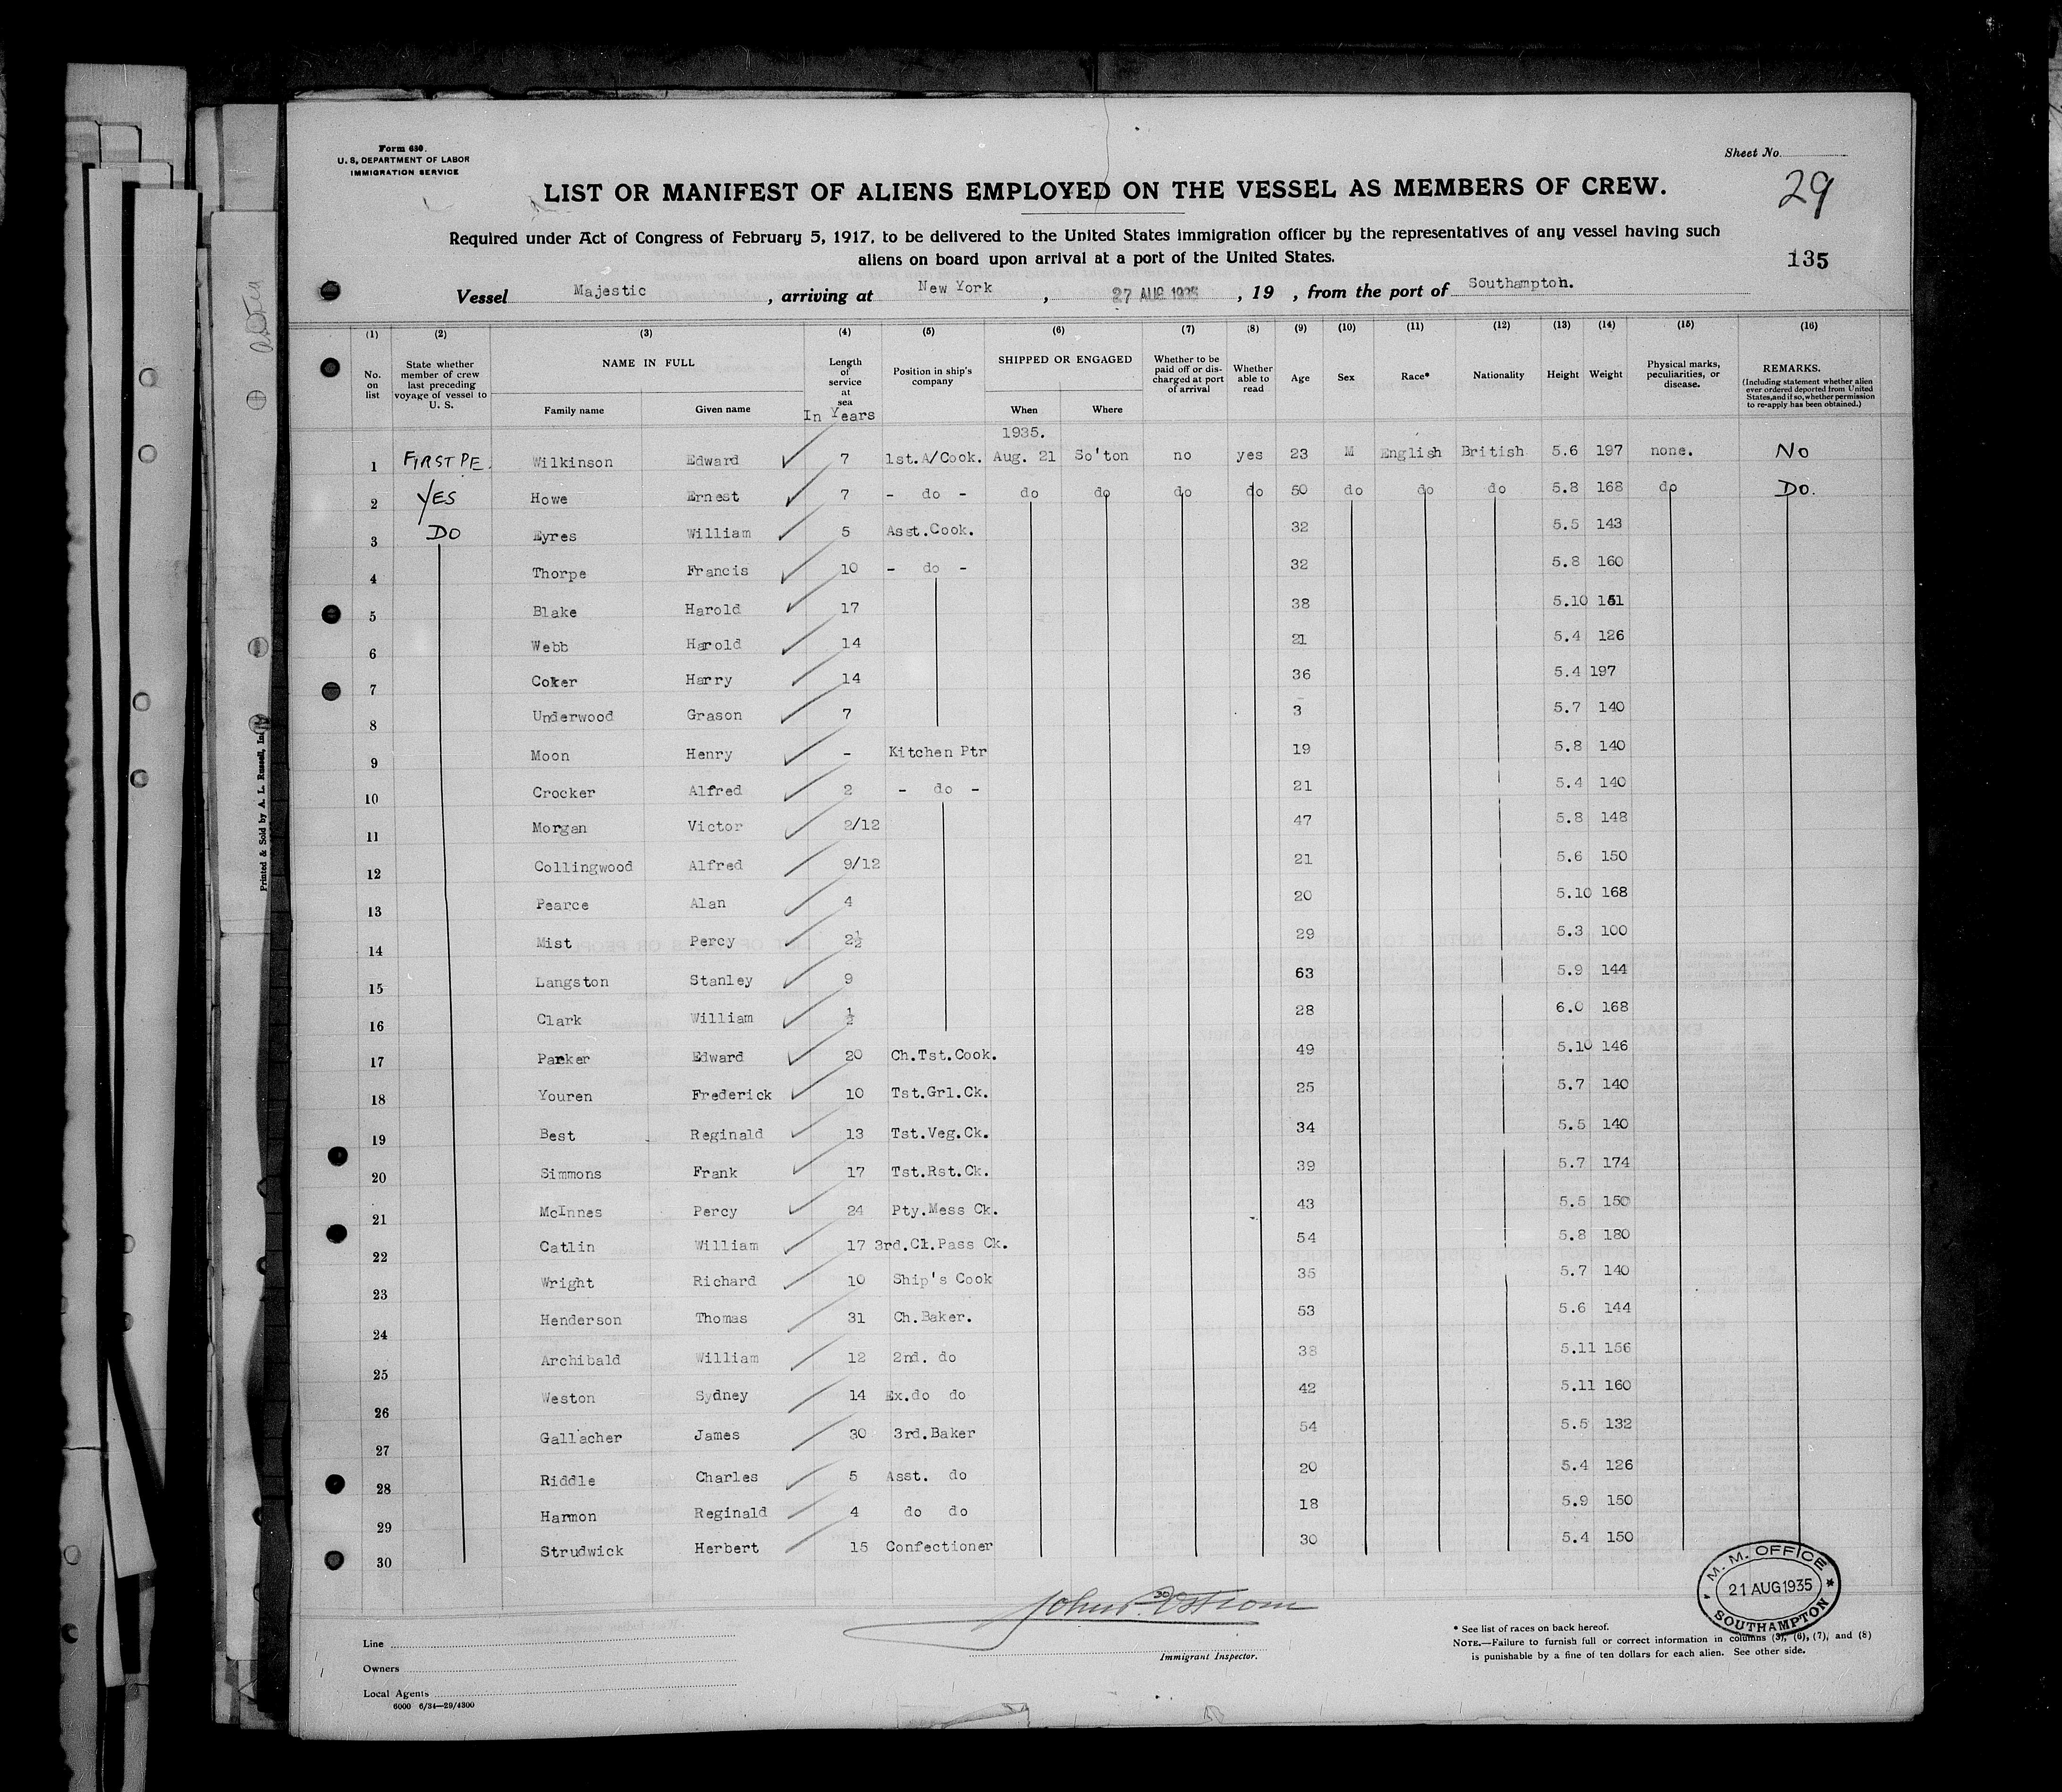 Form 630.
U. S. DEPARTMENT OF LABOR
IMMIGRATION SERVICE
Sheet No.
29
LIST OR MANIFEST OF ALIENS EMPLOYED ON THE VESSEL AS MEMBERS OF CREW.
Required under Act of Congress of February 5, 1917, to be delivered to the United States immigration officer by the representatives of any vessel having such
aliens on board upon arrival at a port of the United States.
135
Vessel Majestic , arriving at New York , 27 AUG 1935 , 19 , from the port of Southampton.
(1) (2) (3) (4) (5) (6) (7) (8) (9) (10) (11) (12) (13) (14) (15) (16)
No. on list
State whether member of crew last preceding voyage of vessel to U. S.
NAME IN FULL
Family name Given name
Length of service at sea
In Years
Position in ship's company
SHIPPED OR ENGAGED
When Where
Whether to be paid off or discharged at port of arrival
Whether able to read
Age Sex Race* Nationality Height Weight
Physical marks, peculiarities, or disease.
REMARKS.
(Including statement whether alien ever ordered deported from United States, and if so, whether permission to re-apply has been obtained.)
1935.
1 FIRST PE. Wilkinson Edward 7 1st.A/Cook. Aug. 21 So'ton no yes 23 M English British 5.6 197 none. No
2 YES Howe Ernest 7 - do - do do do do 50 do do do 5.8 168 do Do.
3 DO Eyres William 5 Asst.Cook. 32 5.5 143
4 Thorpe Francis 10 - do - 32 5.8 160
5 Blake Harold 17 38 5.10 151
6 Webb Harold 14 21 5.4 126
7 Coker Harry 14 36 5.4 197
8 Underwood Grason 7 3 5.7 140
9 Moon Henry - Kitchen Ptr 19 5.8 140
10 Crocker Alfred 2 - do - 21 5.4 140
11 Morgan Victor 2/12 47 5.8 148
12 Collingwood Alfred 9/12 21 5.6 150
13 Pearce Alan 4 20 5.10 168
14 Mist Percy 2½ 29 5.3 100
15 Langston Stanley 9 63 5.9 144
16 Clark William ½ 28 6.0 168
17 Parker Edward 20 Ch.Tst.Cook. 49 5.10 146
18 Youren Frederick 10 Tst.Grl.Ck. 25 5.7 140
19 Best Reginald 13 Tst.Veg.Ck. 34 5.5 140
20 Simmons Frank 17 Tst.Rst.Ck. 39 5.7 174
21 McInnes Percy 24 Pty.Mess Ck. 43 5.5 150
22 Catlin William 17 3rd.Cl.Pass Ck. 54 5.8 180
23 Wright Richard 10 Ship's Cook 35 5.7 140
24 Henderson Thomas 31 Ch.Baker. 53 5.6 144
25 Archibald William 12 2nd. do 38 5.11 156
26 Weston Sydney 14 Ex.do do 42 5.11 160
27 Gallacher James 30 3rd.Baker 54 5.5 132
28 Riddle Charles 5 Asst. do 20 5.4 126
29 Harmon Reginald 4 do do 18 5.9 150
30 Strudwick Herbert 15 Confectioner 30 5.4 150
30
Immigrant Inspector.
M. M. OFFICE
21 AUG 1935
SOUTHAMPTON
* See list of races on back hereof.
NOTE.—Failure to furnish full or correct information in columns (3), (6), (7), and (8)
is punishable by a fine of ten dollars for each alien. See other side.
Line
Owners
Local Agents
6000 6/34—29/4300
Printed & Sold by A. L. Russell, In